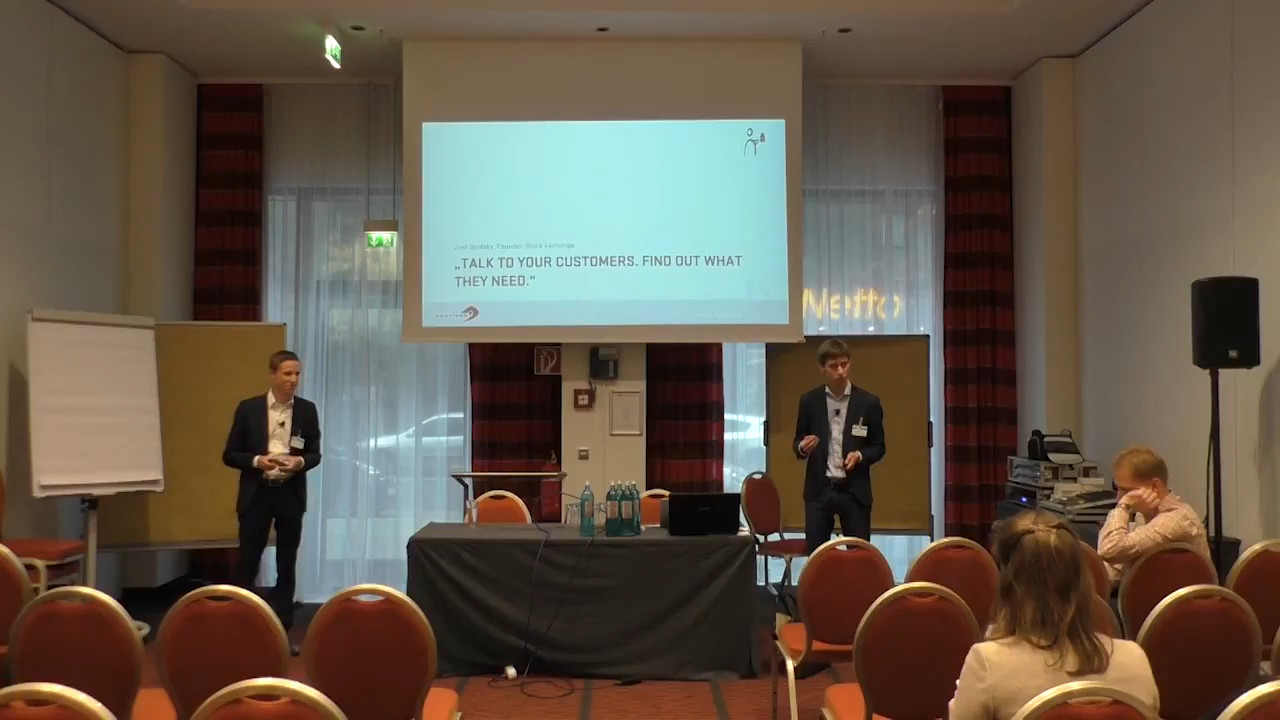 Joel Spolsky, Founder, Stack Exchange
„TALK TO YOUR CUSTOMERS. FIND OUT WHAT
THEY NEED.“
Netto